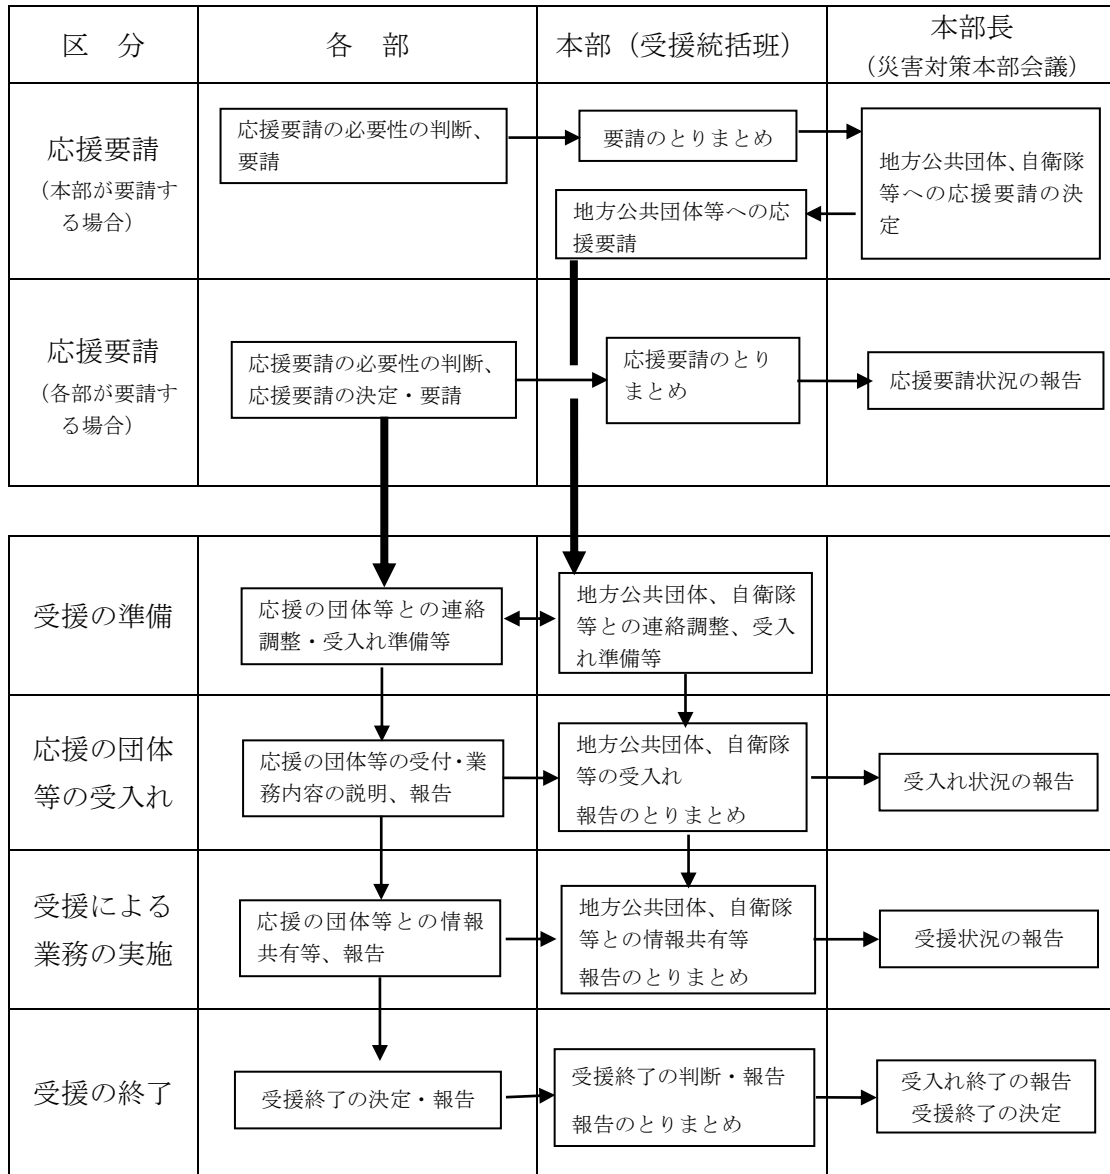 区　分
各　部
本部（受援統括班）
本部長
（災害対策本部会議）
応援要請
（本部が要請す
る場合）
応援要請の必要性の判断、
要請
要請のとりまとめ
地方公共団体、自衛隊
等への応援要請の決
定
地方公共団体等への応
援要請
応援要請
（各部が要請す
る場合）
応援要請の必要性の判断、
応援要請の決定・要請
応援要請のとり
まとめ
応援要請状況の報告
受援の準備
応援の団体等との連絡
調整・受入れ準備等
地方公共団体、自衛隊
等との連絡調整、受入
れ準備等
応援の団体
等の受入れ
応援の団体等の受付・業
務内容の説明、報告
地方公共団体、自衛隊
等の受入れ
報告のとりまとめ
受入れ状況の報告
受援による
業務の実施
応援の団体等との情報
共有等、報告
地方公共団体、自衛隊
等との情報共有等
報告のとりまとめ
受援状況の報告
受援の終了
受援終了の決定・報告
受援終了の判断・報告
報告のとりまとめ
受入れ終了の報告
受援終了の決定